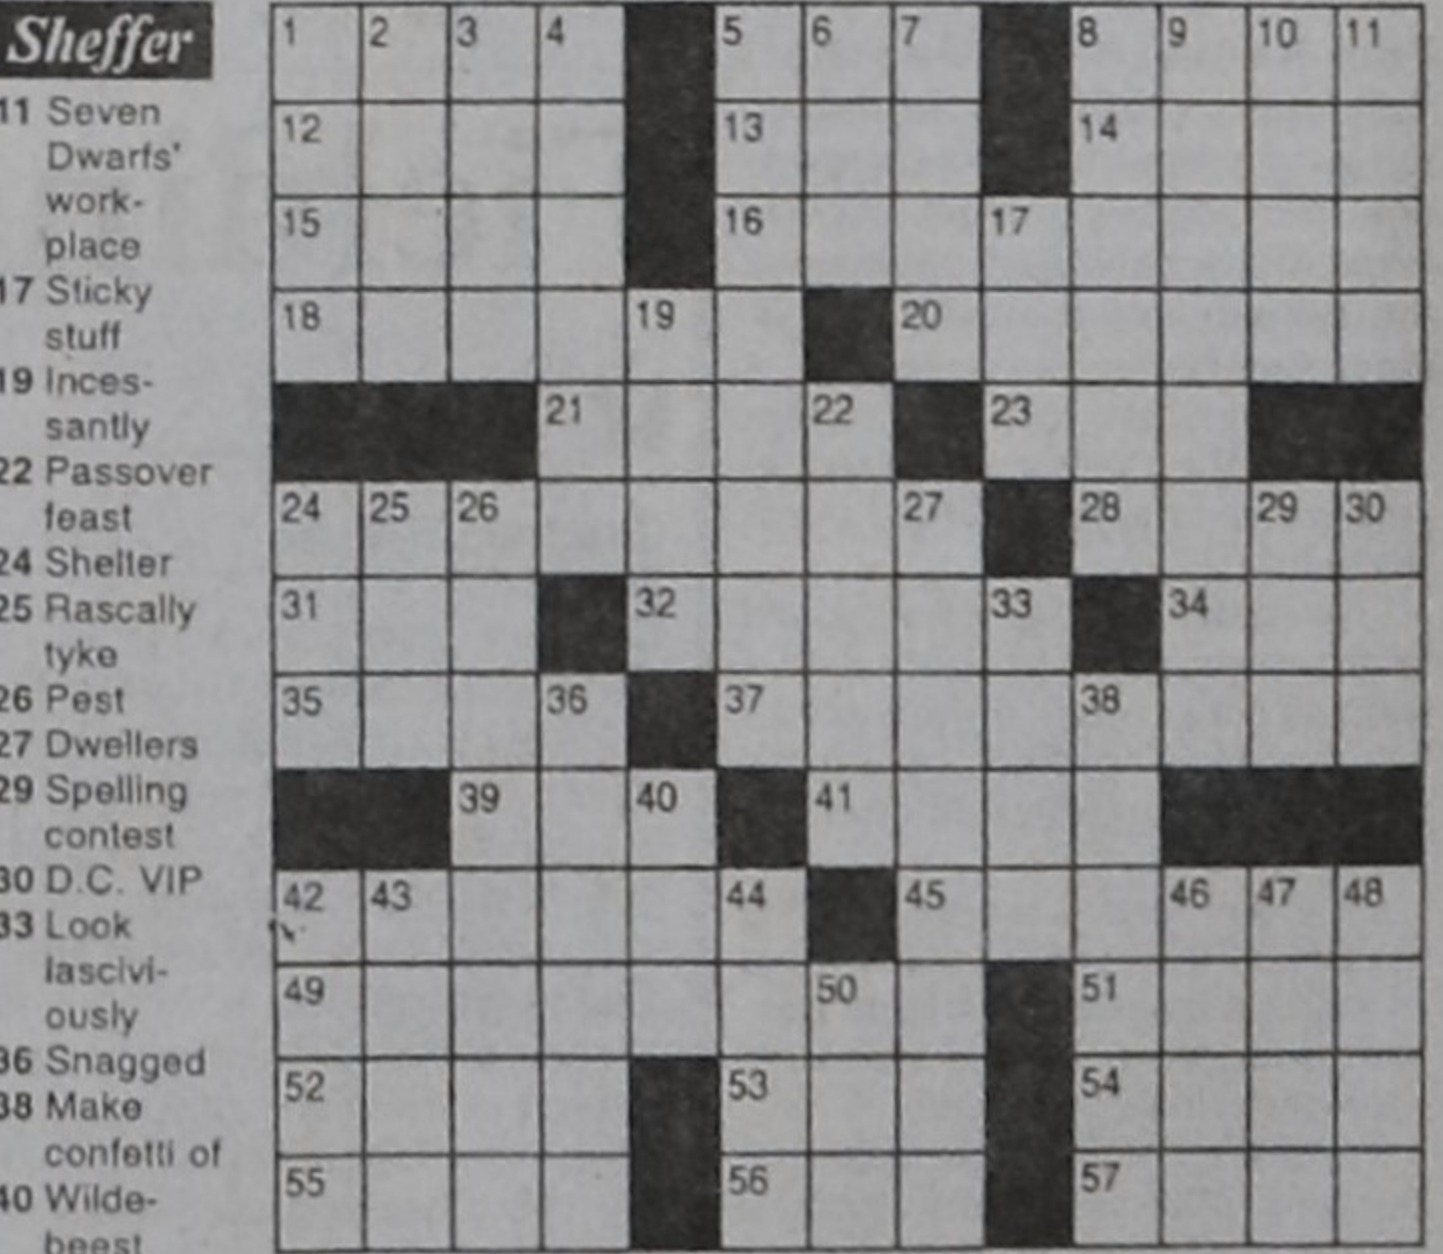 Sheffer
11 Seven
Dwarfs'
work-
place
17 Sticky
stuff
19 Inces-
santly
22 Passover
feast
24 Shelter
25 Rascally
tyke
26 Pest
27 Dwellers
29 Spelling
contest
30 D.C. VIP
33 Look
lascivi-
ously
36 Snagged
38 Make
confetti of
40 Wilde-
beest
1 2 3 4 5 6 7 8 9 10 11
12 13 14
15 16 17
18 19 20
21 22 23
24 25 26 27 28 29 30
31 32 33 34
35 36 37 38
39 40 41
42 43 44 45 46 47 48
49 50 51
52 53 54
55 56 57